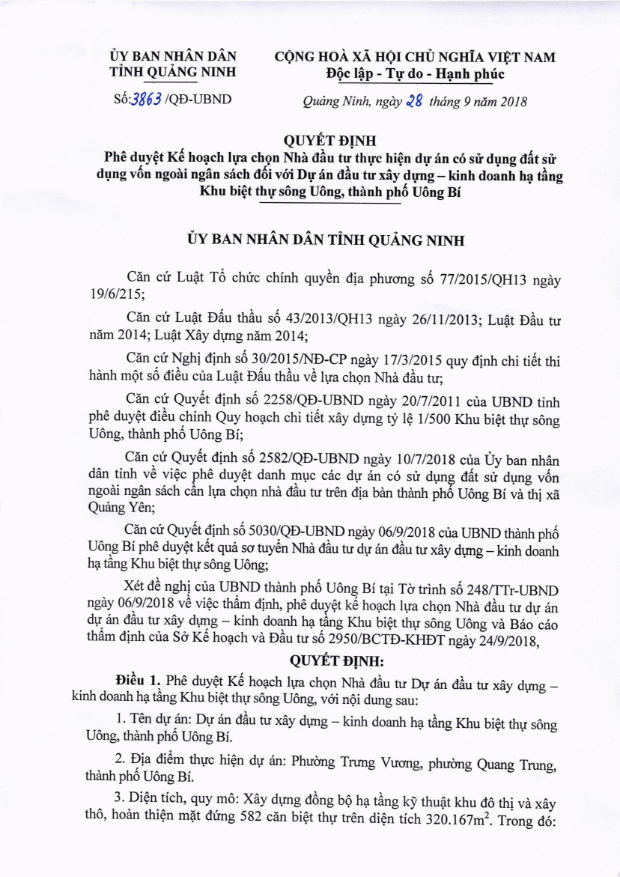 ỦY BAN NHÂN DÂN
TỈNH QUẢNG NINH
Số:3863/QĐ-UBND
CỘNG HOÀ XÃ HỘI CHỦ NGHĨA VIỆT NAM
Độc lập - Tự do - Hạnh phúc
Quảng Ninh, ngày 28 tháng 9 năm 2018
QUYẾT ĐỊNH
Phê duyệt Kế hoạch lựa chọn Nhà đầu tư thực hiện dự án có sử dụng đất sử
dụng vốn ngoài ngân sách đối với Dự án đầu tư xây dựng – kinh doanh hạ tầng
Khu biệt thự sông Uông, thành phố Uông Bí
ỦY BAN NHÂN DÂN TỈNH QUẢNG NINH
Căn cứ Luật Tổ chức chính quyền địa phương số 77/2015/QH13 ngày
19/6/215;
Căn cứ Luật Đấu thầu số 43/2013/QH13 ngày 26/11/2013; Luật Đầu tư
năm 2014; Luật Xây dựng năm 2014;
Căn cứ Nghị định số 30/2015/NĐ-CP ngày 17/3/2015 quy định chi tiết thi
hành một số điều của Luật Đấu thầu về lựa chọn Nhà đầu tư;
Căn cứ Quyết định số 2258/QĐ-UBND ngày 20/7/2011 của UBND tỉnh
phê duyệt điều chỉnh Quy hoạch chi tiết xây dựng tỷ lệ 1/500 Khu biệt thự sông
Uông, thành phố Uông Bí;
Căn cứ Quyết định số 2582/QĐ-UBND ngày 10/7/2018 của Ủy ban nhân
dân tỉnh về việc phê duyệt danh mục các dự án có sử dụng đất sử dụng vốn
ngoài ngân sách cần lựa chọn nhà đầu tư trên địa bàn thành phố Uông Bí và thị xã
Quảng Yên;
Căn cứ Quyết định số 5030/QĐ-UBND ngày 06/9/2018 của UBND thành phố
Uông Bí phê duyệt kết quả sơ tuyển Nhà đầu tư dự án đầu tư xây dựng – kinh doanh
hạ tầng Khu biệt thự sông Uông;
Xét đề nghị của UBND thành phố Uông Bí tại Tờ trình số 248/TTr-UBND
ngày 06/9/2018 về việc thẩm định, phê duyệt kế hoạch lựa chọn Nhà đầu tư dự án
dự án đầu tư xây dựng – kinh doanh hạ tầng Khu biệt thự sông Uông và Báo cáo
thẩm định của Sở Kế hoạch và Đầu tư số 2950/BCTĐ-KHĐT ngày 24/9/2018,
QUYẾT ĐỊNH:
Điều 1. Phê duyệt Kế hoạch lựa chọn Nhà đầu tư Dự án đầu tư xây dựng –
kinh doanh hạ tầng Khu biệt thự sông Uông, với nội dung sau:
1. Tên dự án: Dự án đầu tư xây dựng – kinh doanh hạ tầng Khu biệt thự sông
Uông, thành phố Uông Bí.
2. Địa điểm thực hiện dự án: Phường Trưng Vương, phường Quang Trung,
thành phố Uông Bí.
3. Diện tích, quy mô: Xây dựng đồng bộ hạ tầng kỹ thuật khu đô thị và xây
thô, hoàn thiện mặt đứng 582 căn biệt thự trên diện tích 320.167m². Trong đó: